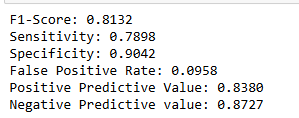 F1-Score: 0.8132
Sensitivity: 0.7898
Specificity: 0.9042
False Positive Rate: 0.0958
Positive Predictive Value: 0.8380
Negative Predictive value: 0.8727